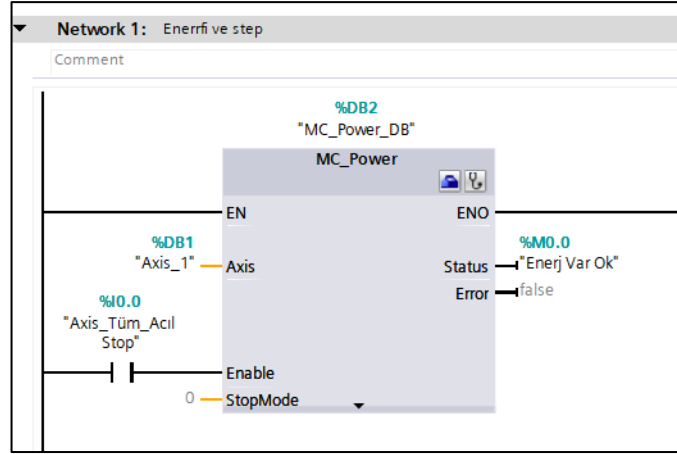 Network 1: Enerrfi ve step
Comment
%DB2
"MC_Power_DB"
MC_Power
EN
ENO
%DB1
"Axis_1"
Axis
%M0.0
Status
"Enerj Var Ok"
Error
false
%I0.0
"Axis_Tüm_Acıl
Stop"
Enable
0
StopMode